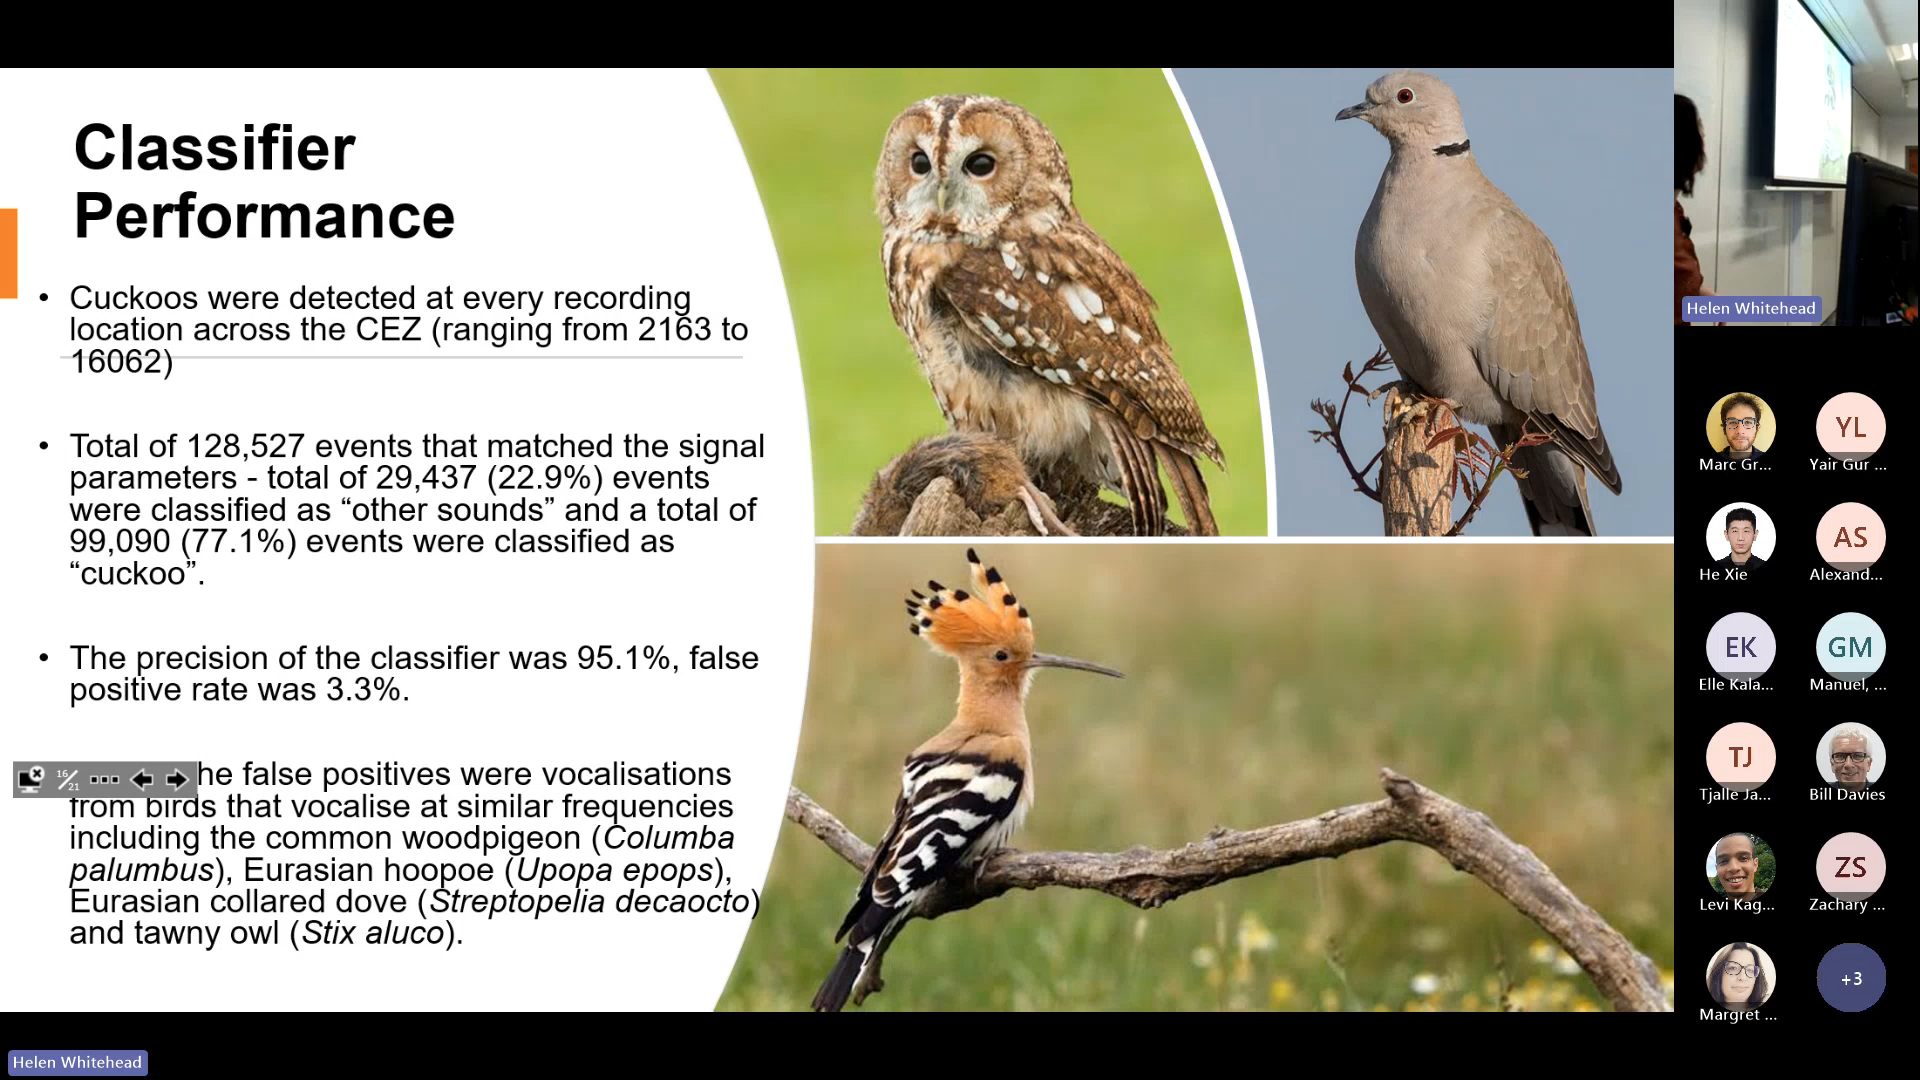 Classifier
Performance
• Cuckoos were detected at every recording
location across the CEZ (ranging from 2163 to
16062)
• Total of 128,527 events that matched the signal
parameters - total of 29,437 (22.9%) events
were classified as “other sounds” and a total of
99,090 (77.1%) events were classified as
“cuckoo”.
• The precision of the classifier was 95.1%, false
positive rate was 3.3%.
16/21
he false positives were vocalisations
from birds that vocalise at similar frequencies
including the common woodpigeon (Columba
palumbus), Eurasian hoopoe (Upopa epops),
Eurasian collared dove (Streptopelia decaocto)
and tawny owl (Stix aluco).
Helen Whitehead
Helen Whitehead
Marc Gr...
YL
Yair Gur ...
He Xie
AS
Alexand...
EK
Elle Kala...
GM
Manuel, ...
TJ
Tjalle Ja...
Bill Davies
Levi Kag...
ZS
Zachary ...
Margret ...
+3